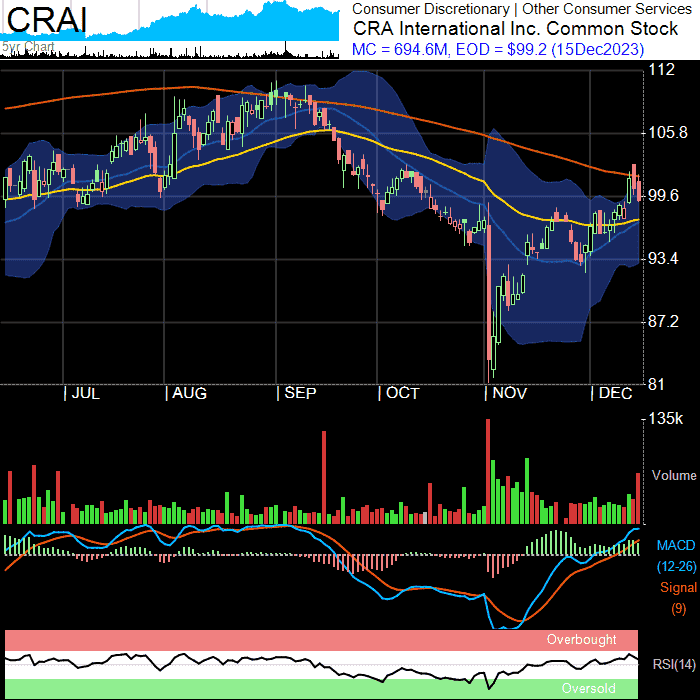 CRAI
5yr Chart
Consumer Discretionary | Other Consumer Services
CRA International Inc. Common Stock
MC = 694.6M, EOD = $99.2 (15Dec2023)
112
105.8
99.6
93.4
87.2
81
| JUL | AUG | SEP | OCT | NOV | DEC
135k
Volume
MACD
(12-26)
Signal
(9)
Overbought
RSI(14)
Oversold